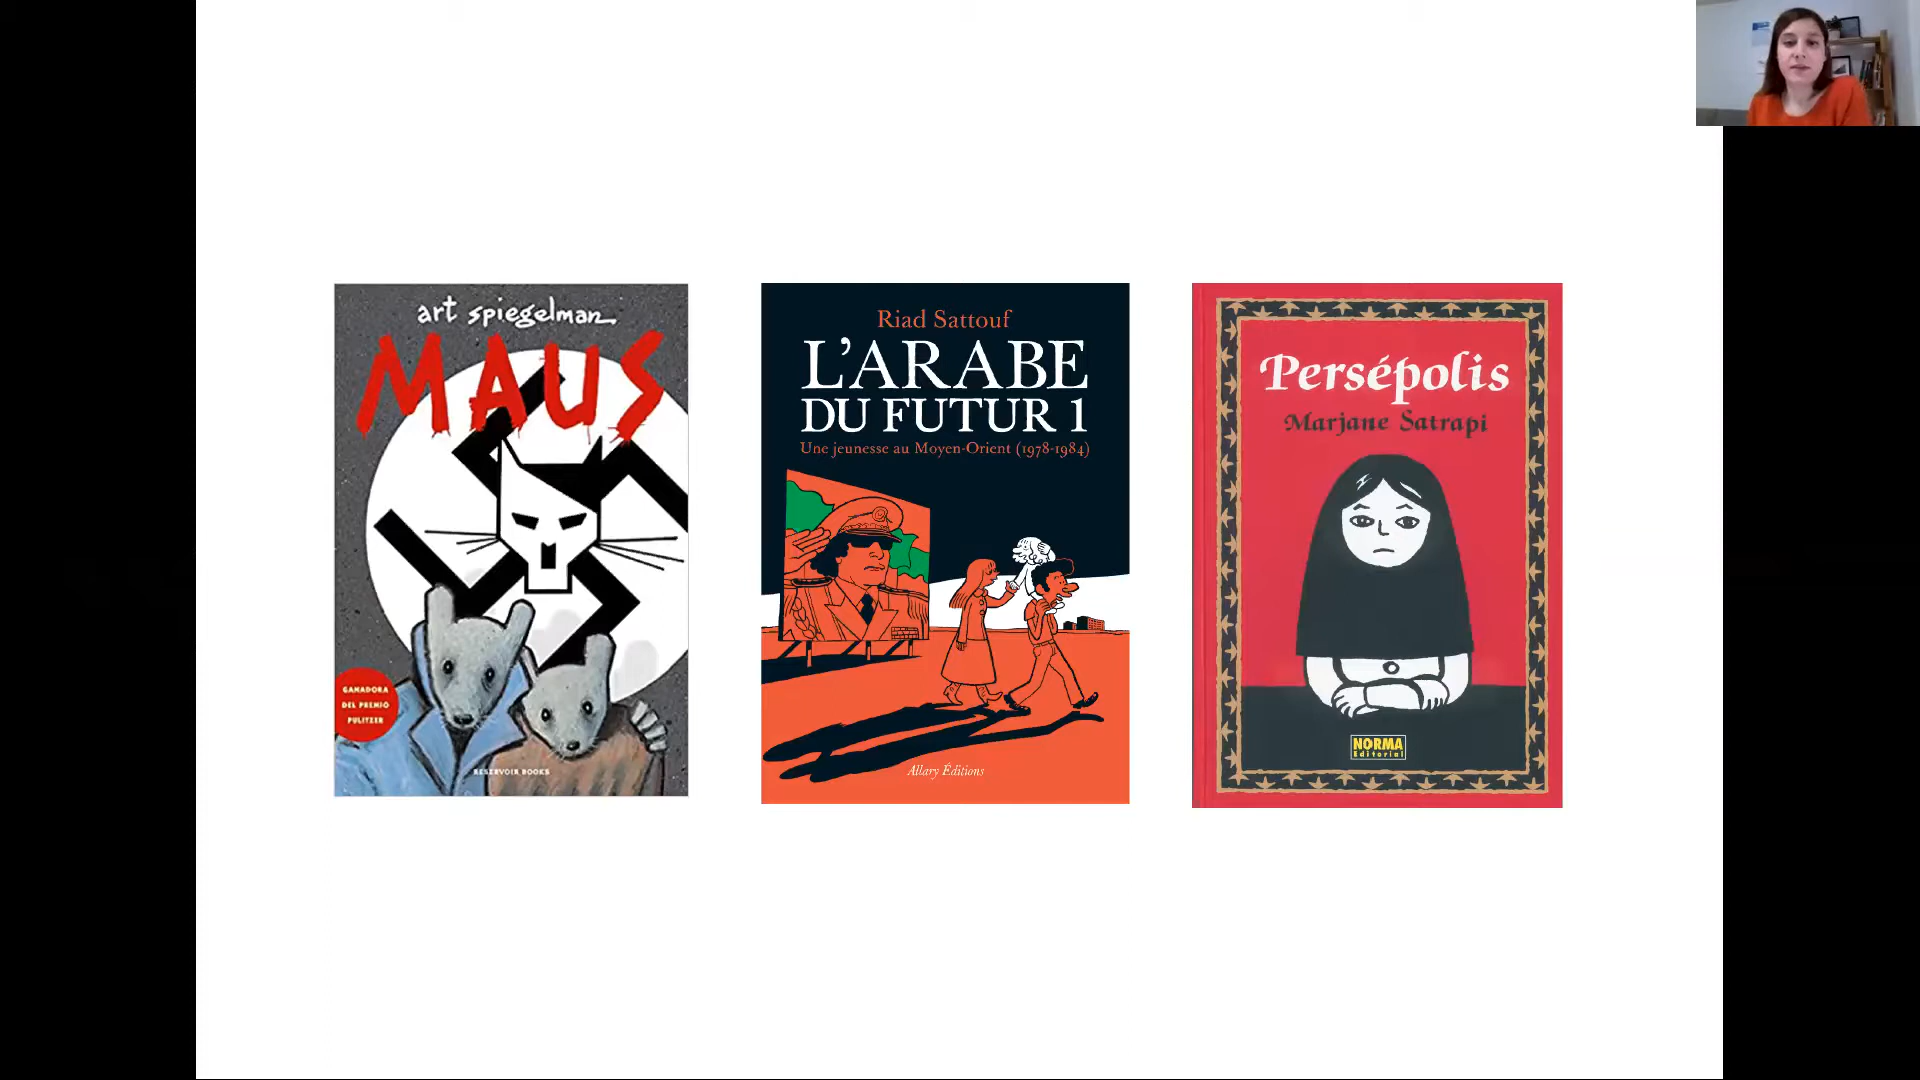 art spiegelman
MAUS
GANADORA
DEL PREMIO
PULITZER
RESERVOIR BOOKS
Riad Sattouf
L'ARABE
DU FUTUR 1
Une jeunesse au Moyen-Orient (1978-1984)
Allary Éditions
Persépolis
Marjane Satrapi
NORMA
Editorial